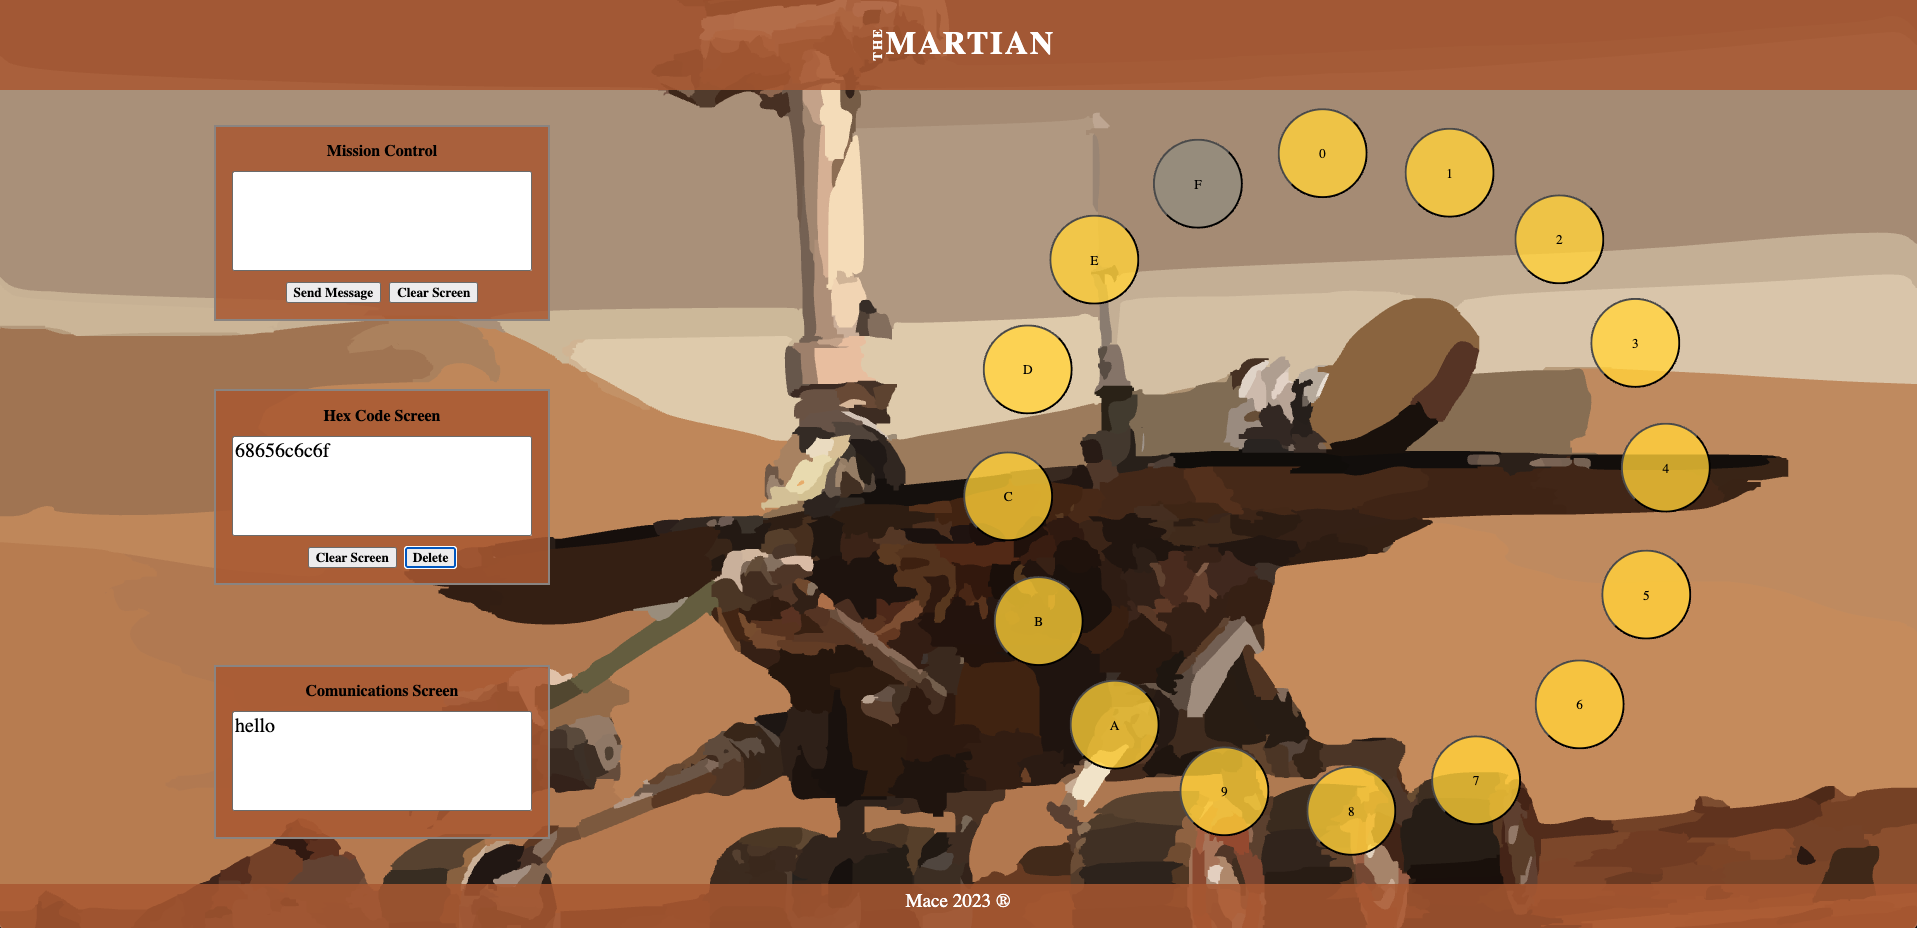 THE MARTIAN
Mission Control
Send Message Clear Screen
Hex Code Screen
68656c6c6f
Clear Screen Delete
Comunications Screen
hello
0
1
2
3
4
5
6
7
8
9
A
B
C
D
E
F
Mace 2023 ®